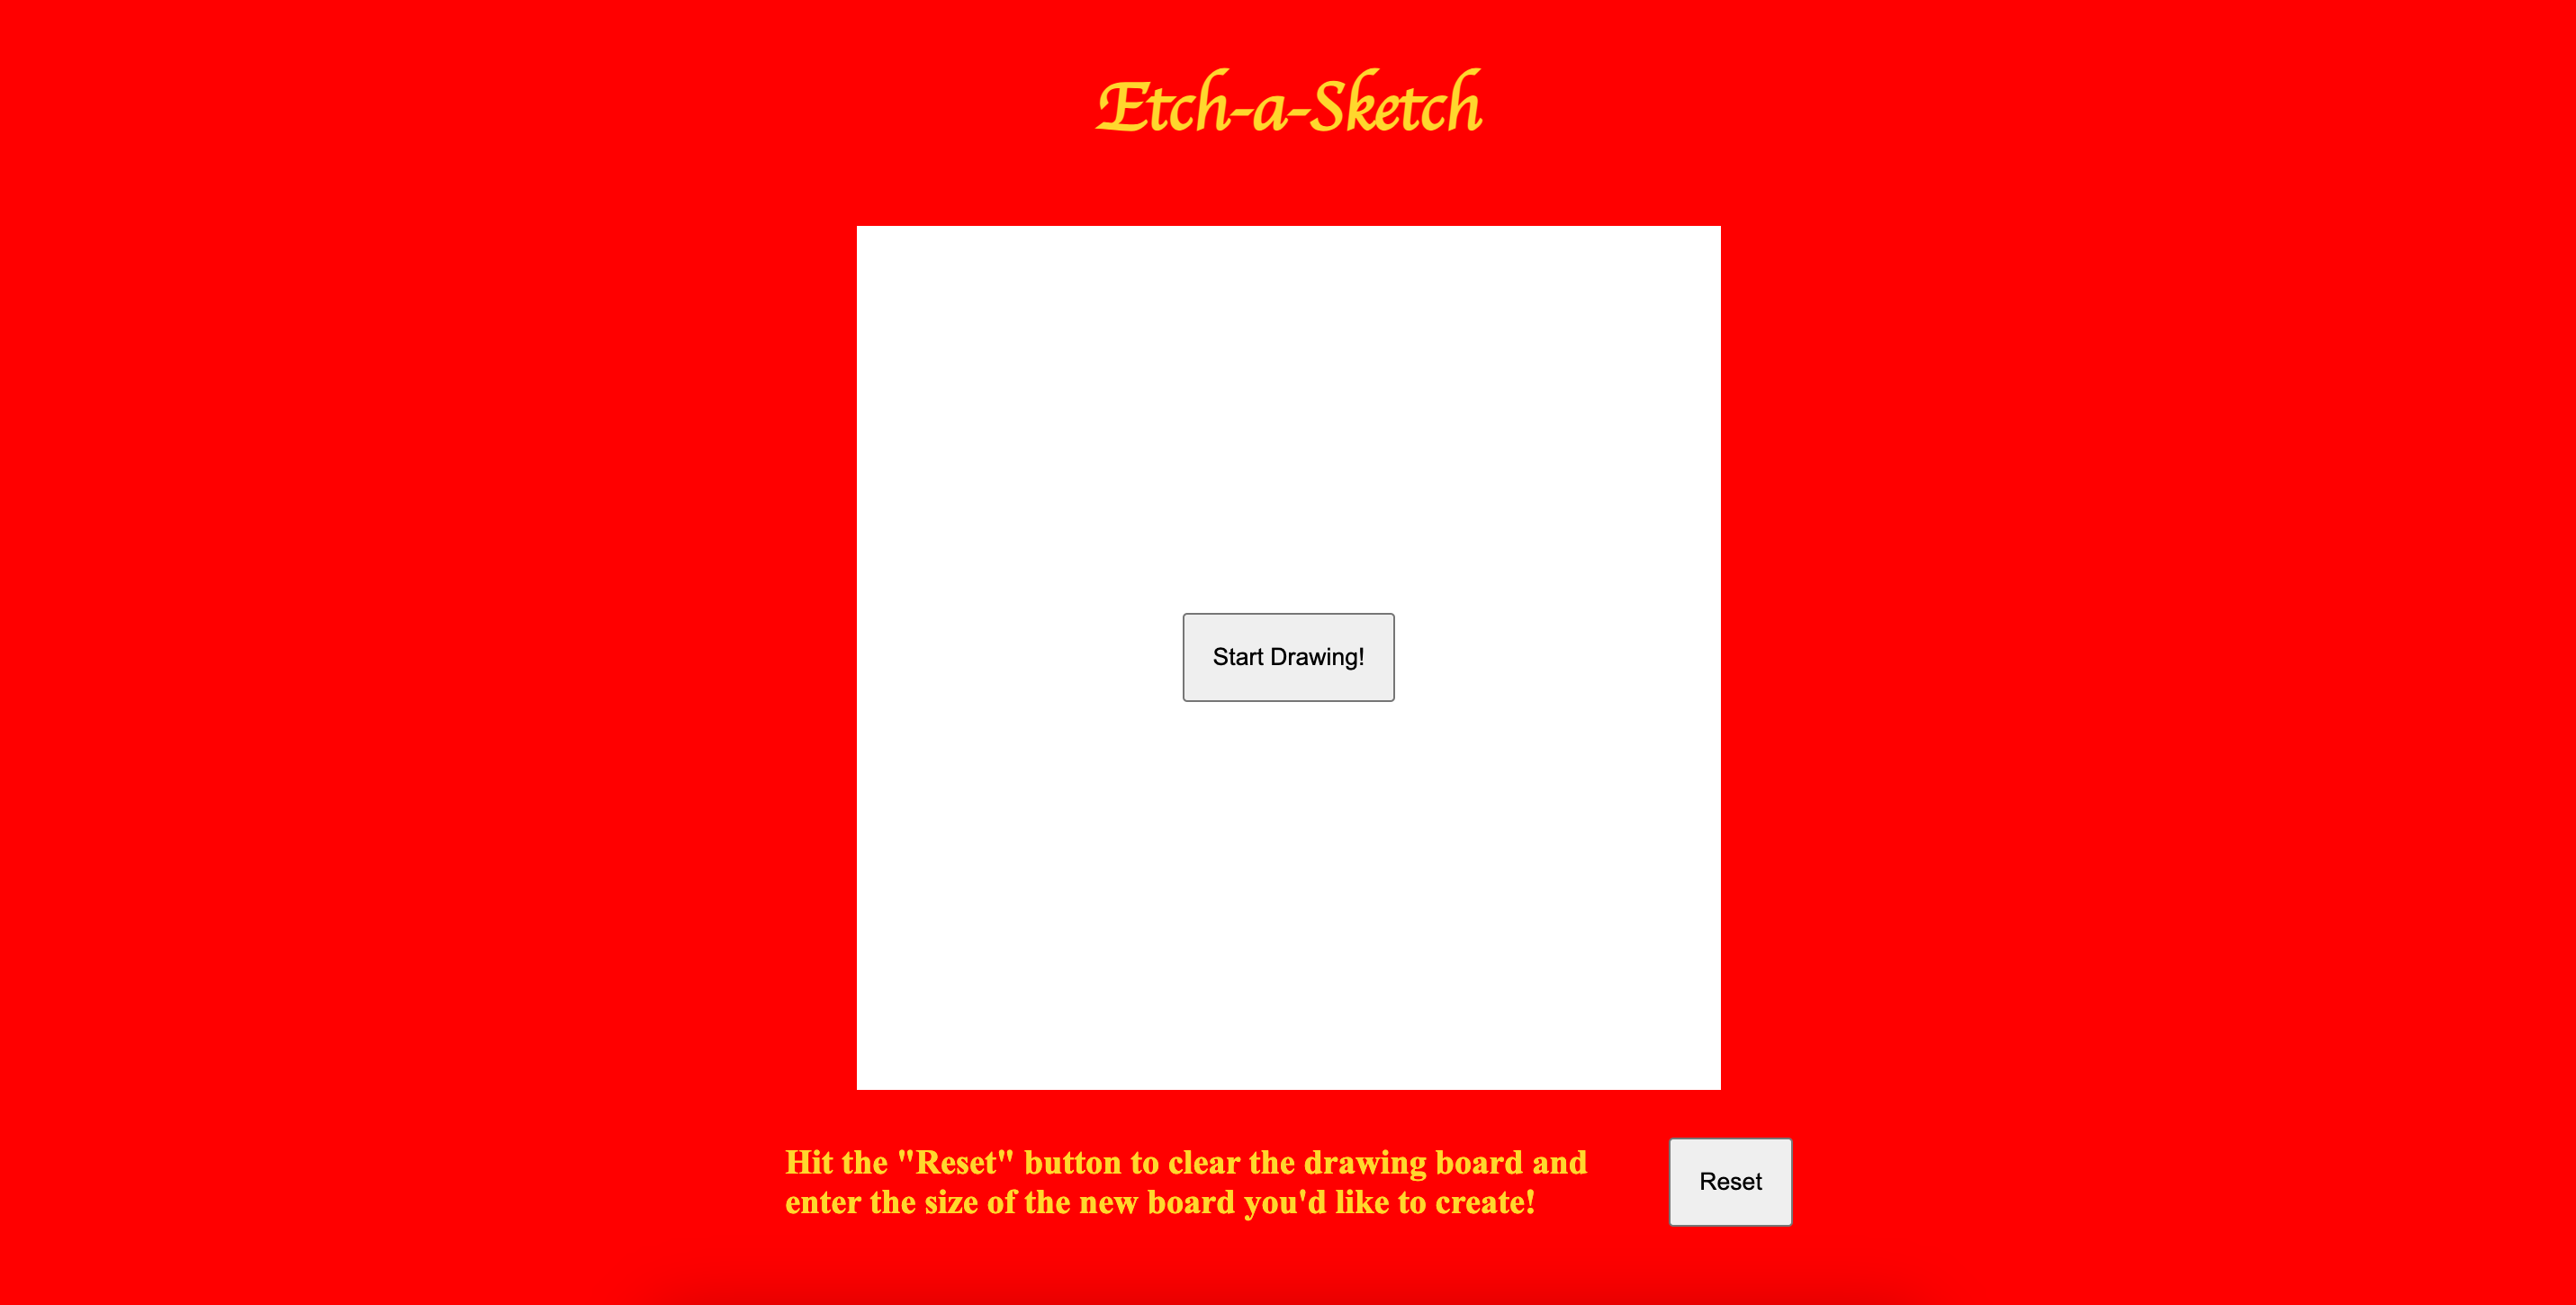 Etch-a-Sketch
Start Drawing!
Hit the "Reset" button to clear the drawing board and
enter the size of the new board you'd like to create!
Reset